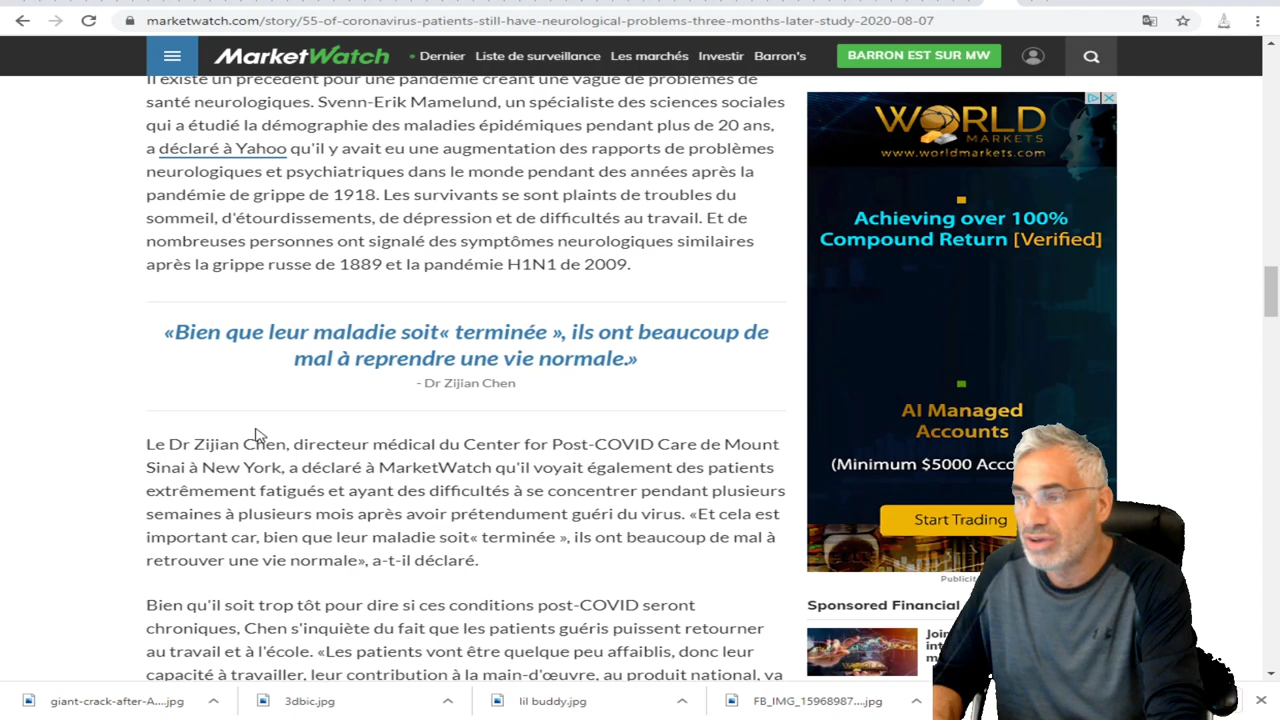 marketwatch.com/story/55-of-coronavirus-patients-still-have-neurological-problems-three-months-later-study-2020-08-07
MarketWatch • Dernier Liste de surveillance Les marchés Investir Barron's BARRON EST SUR MW
Il existe un précédent pour une pandémie créant une vague de problèmes de
santé neurologiques. Svenn-Erik Mamelund, un spécialiste des sciences sociales
qui a étudié la démographie des maladies épidémiques pendant plus de 20 ans,
a déclaré à Yahoo qu'il y avait eu une augmentation des rapports de problèmes
neurologiques et psychiatriques dans le monde pendant des années après la
pandémie de grippe de 1918. Les survivants se sont plaints de troubles du
sommeil, d'étourdissements, de dépression et de difficultés au travail. Et de
nombreuses personnes ont signalé des symptômes neurologiques similaires
après la grippe russe de 1889 et la pandémie H1N1 de 2009.
«Bien que leur maladie soit« terminée », ils ont beaucoup de
mal à reprendre une vie normale.»
- Dr Zijian Chen
Le Dr Zijian Chen, directeur médical du Center for Post-COVID Care de Mount
Sinai à New York, a déclaré à MarketWatch qu'il voyait également des patients
extrêmement fatigués et ayant des difficultés à se concentrer pendant plusieurs
semaines à plusieurs mois après avoir prétendument guéri du virus. «Et cela est
important car, bien que leur maladie soit« terminée », ils ont beaucoup de mal à
retrouver une vie normale», a-t-il déclaré.
Bien qu'il soit trop tôt pour dire si ces conditions post-COVID seront
chroniques, Chen s'inquiète du fait que les patients guéris puissent retourner
au travail et à l'école. «Les patients vont être quelque peu affaiblis, donc leur
capacité à travailler, leur contribution à la main-d'œuvre, au produit national, va
WORLD
MARKETS
www.worldmarkets.com
Achieving over 100%
Compound Return [Verified]
AI Managed
Accounts
(Minimum $5000
Start Trading
Sponsored Financial
giant-crack-after-A....jpg
3dbic.jpg
lil buddy.jpg
FB_IMG_15968987....jpg